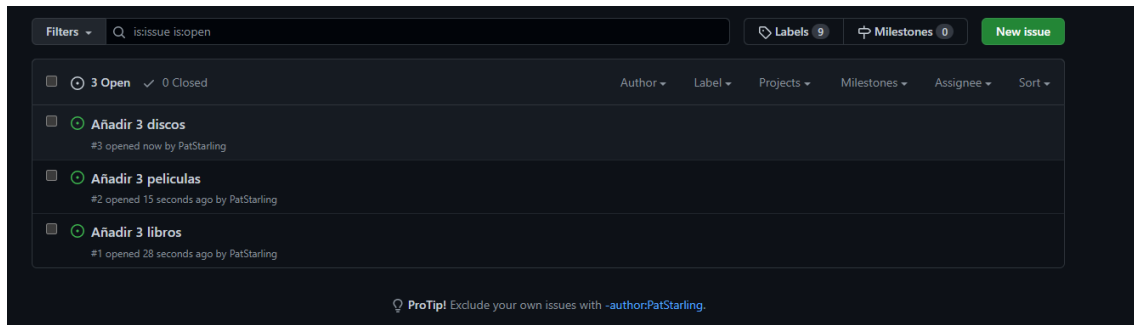 Filters is:issue is:open Labels 9 Milestones 0 New issue
3 Open 0 Closed Author Label Projects Milestones Assignee Sort
Añadir 3 discos
#3 opened now by PatStarling
Añadir 3 peliculas
#2 opened 15 seconds ago by PatStarling
Añadir 3 libros
#1 opened 28 seconds ago by PatStarling
ProTip! Exclude your own issues with -author:PatStarling.